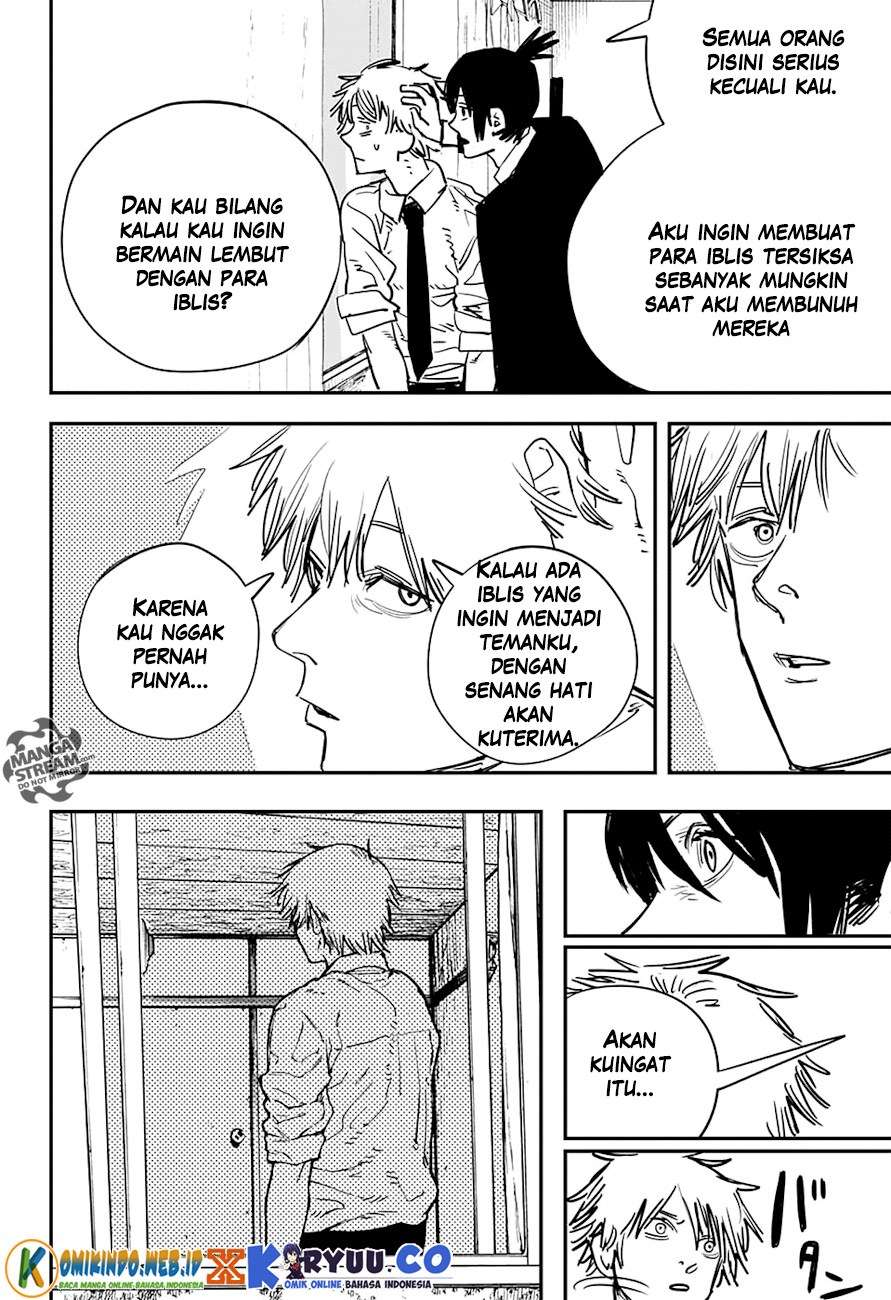 SEMUA ORANG
DISINI SERIUS
KECUALI KAU.
AKU INGIN MEMBUAT
PARA IBLIS TERSIKSA
SEBANYAK MUNGKIN
SAAT AKU MEMBUNUH
MEREKA
DAN KAU BILANG
KALAU KAU INGIN
BERMAIN LEMBUT
DENGAN PARA
IBLIS?
KALAU ADA
IBLIS YANG
INGIN MENJADI
TEMANKU,
DENGAN
SENANG HATI
AKAN
KUTERIMA.
KARENA
KAU NGGAK
PERNAH
PUNYA...
MANGA
STREAM.com
DO NOT MIRROR
AKAN
KUINGAT
ITU...
バタン
KOMIKINDO.WEB.ID
BACA MANGA ONLINE BAHASA INDONESIA
X
KIRYUU.CO
OMIK ONLINE BAHASA INDONESIA